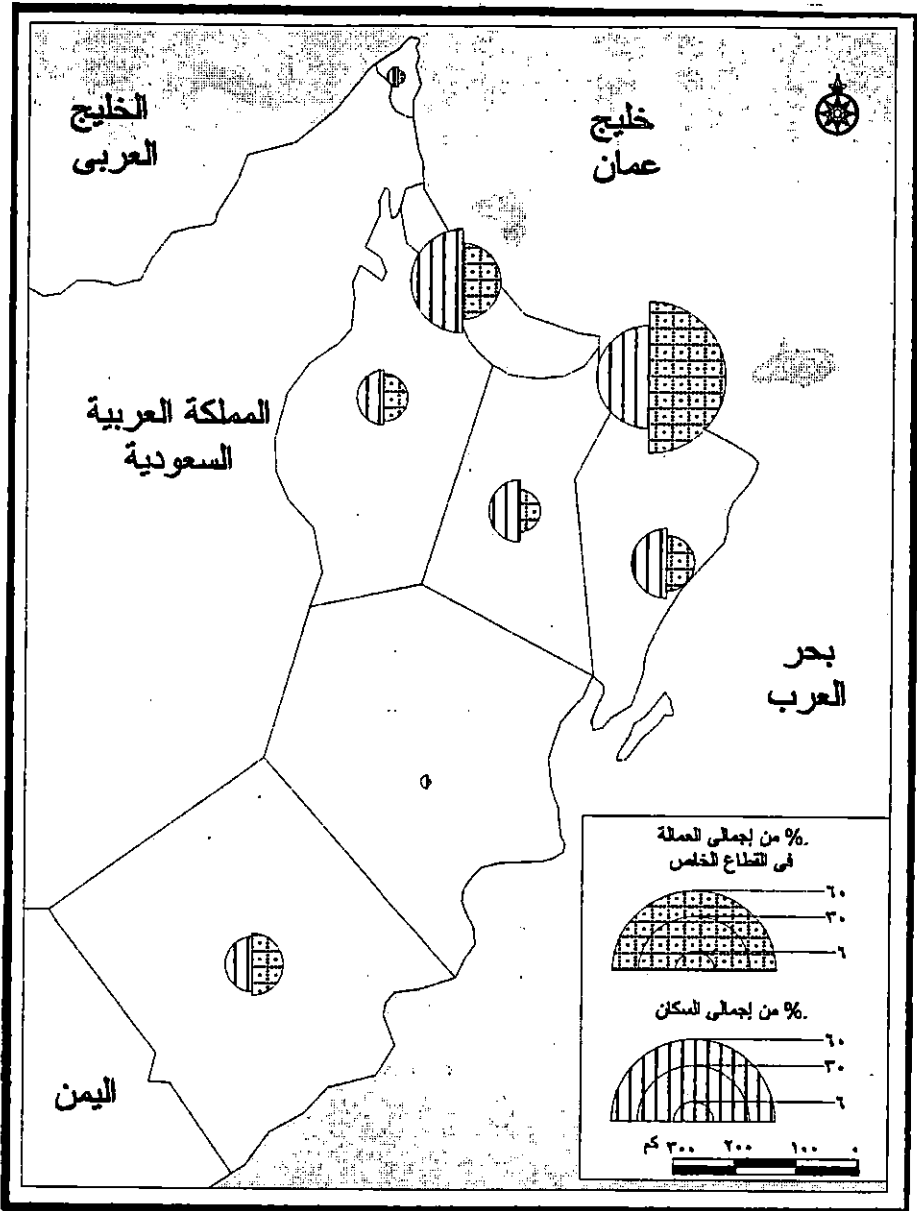 الخليج
العربى
خليج
عمان
المملكة العربية
السعودية
بحر
العرب
اليمن
.% من إجمالى العمالة
فى القطاع الخاص
٦٠
٣٠
٦
.% من إجمالى السكان
٦٠
٣٠
٦
٠ ١٠٠ ٢٠٠ ٣٠٠ كم